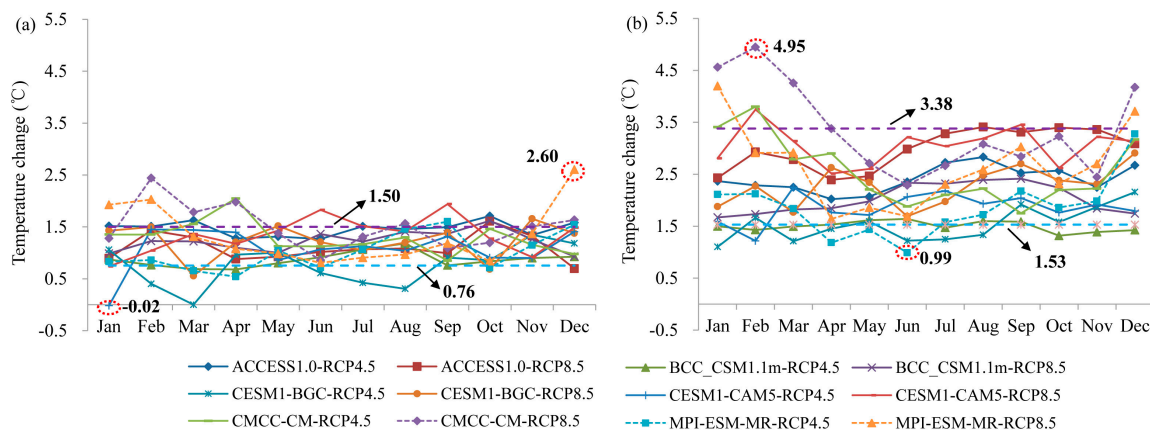 (a)
Temperature change (℃)
5.5
4.5
3.5
2.5
1.5
0.5
-0.5
2.60
1.50
0.76
-0.02
Jan Feb Mar Apr May Jun Jul Aug Sep Oct Nov Dec
(b)
Temperature change (℃)
5.5
4.5
3.5
2.5
1.5
0.5
-0.5
4.95
3.38
0.99
1.53
Jan Feb Mar Apr May Jun Jul Aug Sep Oct Nov Dec
ACCESS1.0-RCP4.5
ACCESS1.0-RCP8.5
BCC_CSM1.1m-RCP4.5
BCC_CSM1.1m-RCP8.5
CESM1-BGC-RCP4.5
CESM1-BGC-RCP8.5
CESM1-CAM5-RCP4.5
CESM1-CAM5-RCP8.5
CMCC-CM-RCP4.5
CMCC-CM-RCP8.5
MPI-ESM-MR-RCP4.5
MPI-ESM-MR-RCP8.5